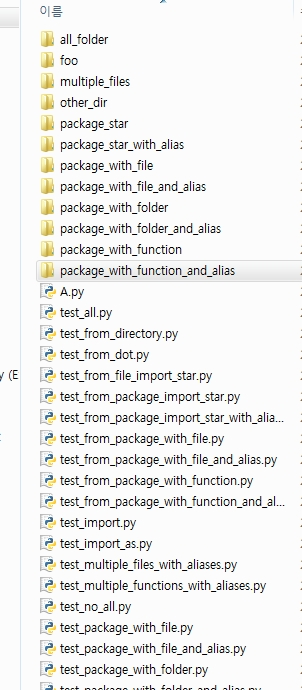 이름
all_folder
foo
multiple_files
other_dir
package_star
package_star_with_alias
package_with_file
package_with_file_and_alias
package_with_folder
package_with_folder_and_alias
package_with_function
package_with_function_and_alias
A.py
test_all.py
test_from_directory.py
test_from_dot.py
test_from_file_import_star.py
test_from_package_import_star.py
test_from_package_import_star_with_alia...
test_from_package_with_file.py
y (E
test_from_package_with_file_and_alias.py
test_from_package_with_function.py
test_from_package_with_function_and_al...
test_import.py
test_import_as.py
test_multiple_files_with_aliases.py
test_multiple_functions_with_aliases.py
test_no_all.py
test_package_with_file.py
test_package_with_file_and_alias.py
test_package_with_folder.py
test_package_with_folder_and_alias.py